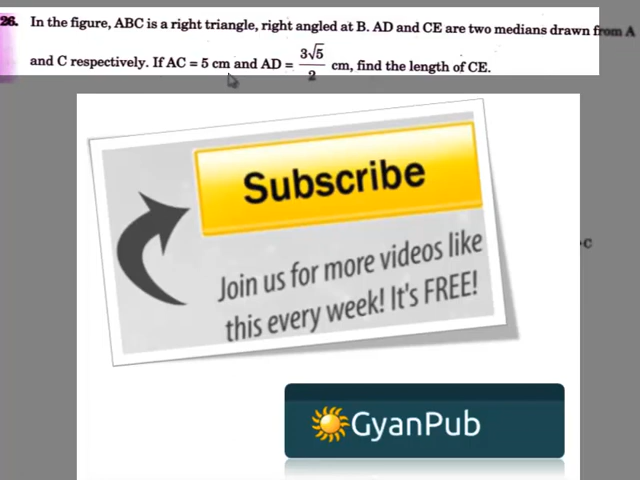 26. In the figure, ABC is a right triangle, right angled at B. AD and CE are two medians drawn from A
and C respectively. If AC = 5 cm and AD = 3√5/2 cm, find the length of CE.
Subscribe
C
Join us for more videos like
this every week! It's FREE!
GyanPub